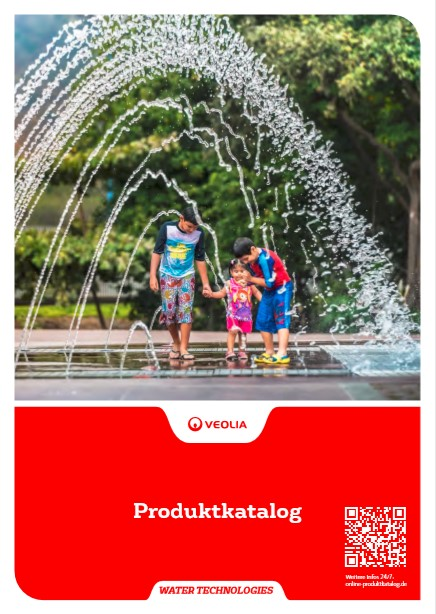 VEOLIA
Produktkatalog
Weitere Infos 24/7.
online-produktkatalog.de
WATER TECHNOLOGIES